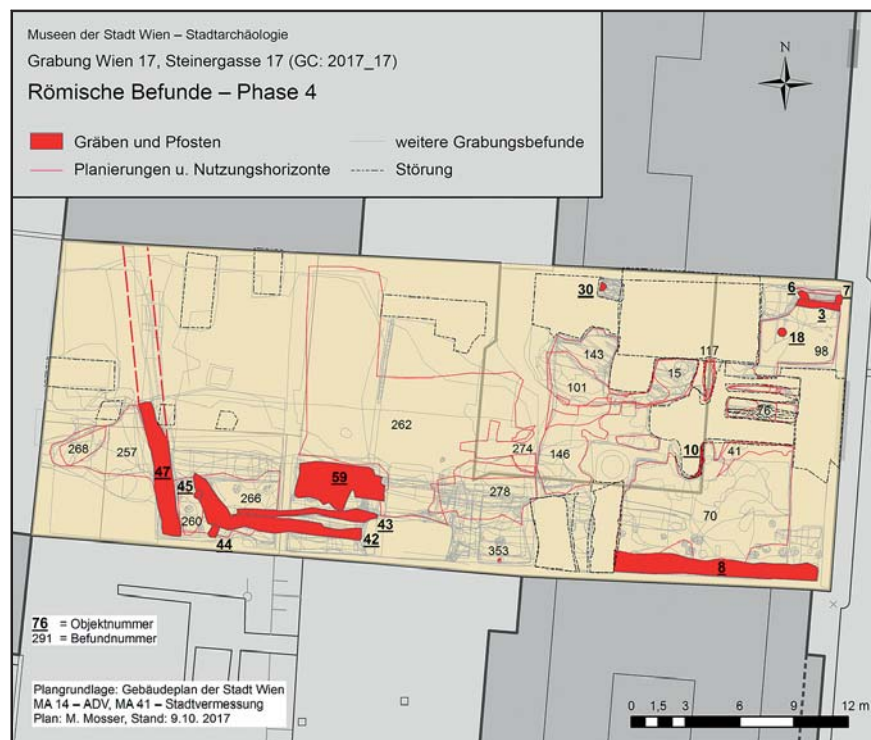 Museen der Stadt Wien – Stadtarchäologie
Grabung Wien 17, Steinergasse 17 (GC: 2017_17)
Römische Befunde – Phase 4
Gräben und Pfosten
weitere Grabungsbefunde
Planierungen u. Nutzungshorizonte
Störung
N
30
6
7
3
18
98
143
117
15
101
76
262
268
257
274
146
10
41
47
45
59
266
278
260
43
70
44
42
353
8
76 = Objektnummer
291 = Befundnummer
Plangrundlage: Gebäudeplan der Stadt Wien
MA 14 – ADV, MA 41 – Stadtvermessung
Plan: M. Mosser, Stand: 9.10. 2017
0 1,5 3 6 9 12 m